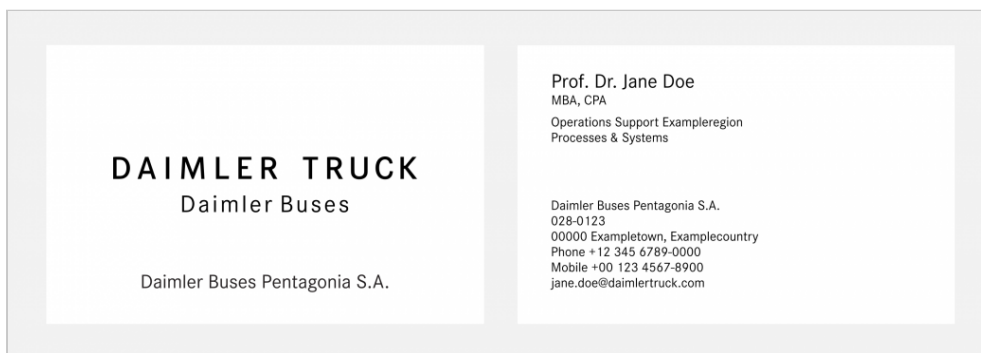 DAIMLER TRUCK
Daimler Buses
Daimler Buses Pentagonia S.A.
Prof. Dr. Jane Doe
MBA, CPA
Operations Support Exampleregion
Processes & Systems
Daimler Buses Pentagonia S.A.
028-0123
00000 Exampletown, Examplecountry
Phone +12 345 6789-0000
Mobile +00 123 4567-8900
jane.doe@daimlertruck.com